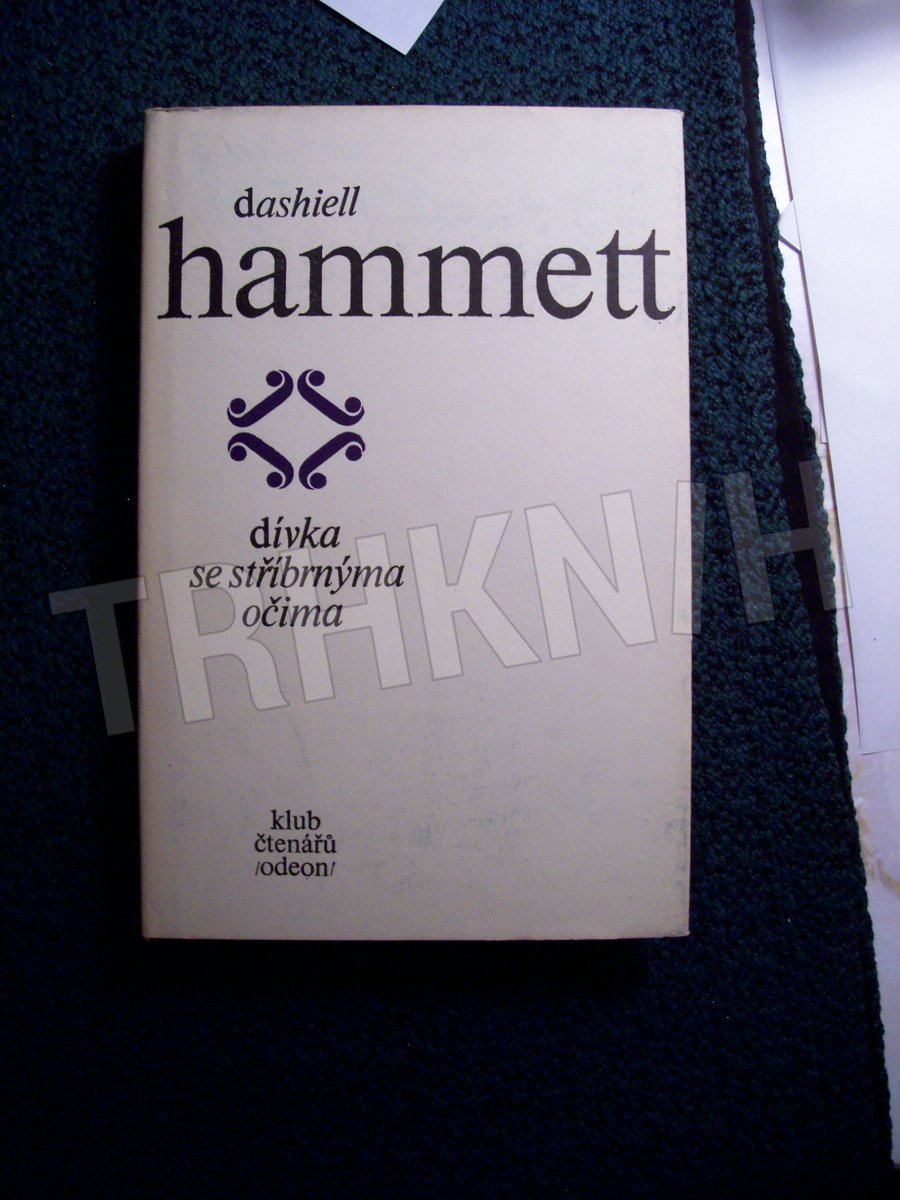 dashiell
hammett
dívka
se stříbrnýma
očima
klub
čtenářů
/odeon/
TRHKNIH